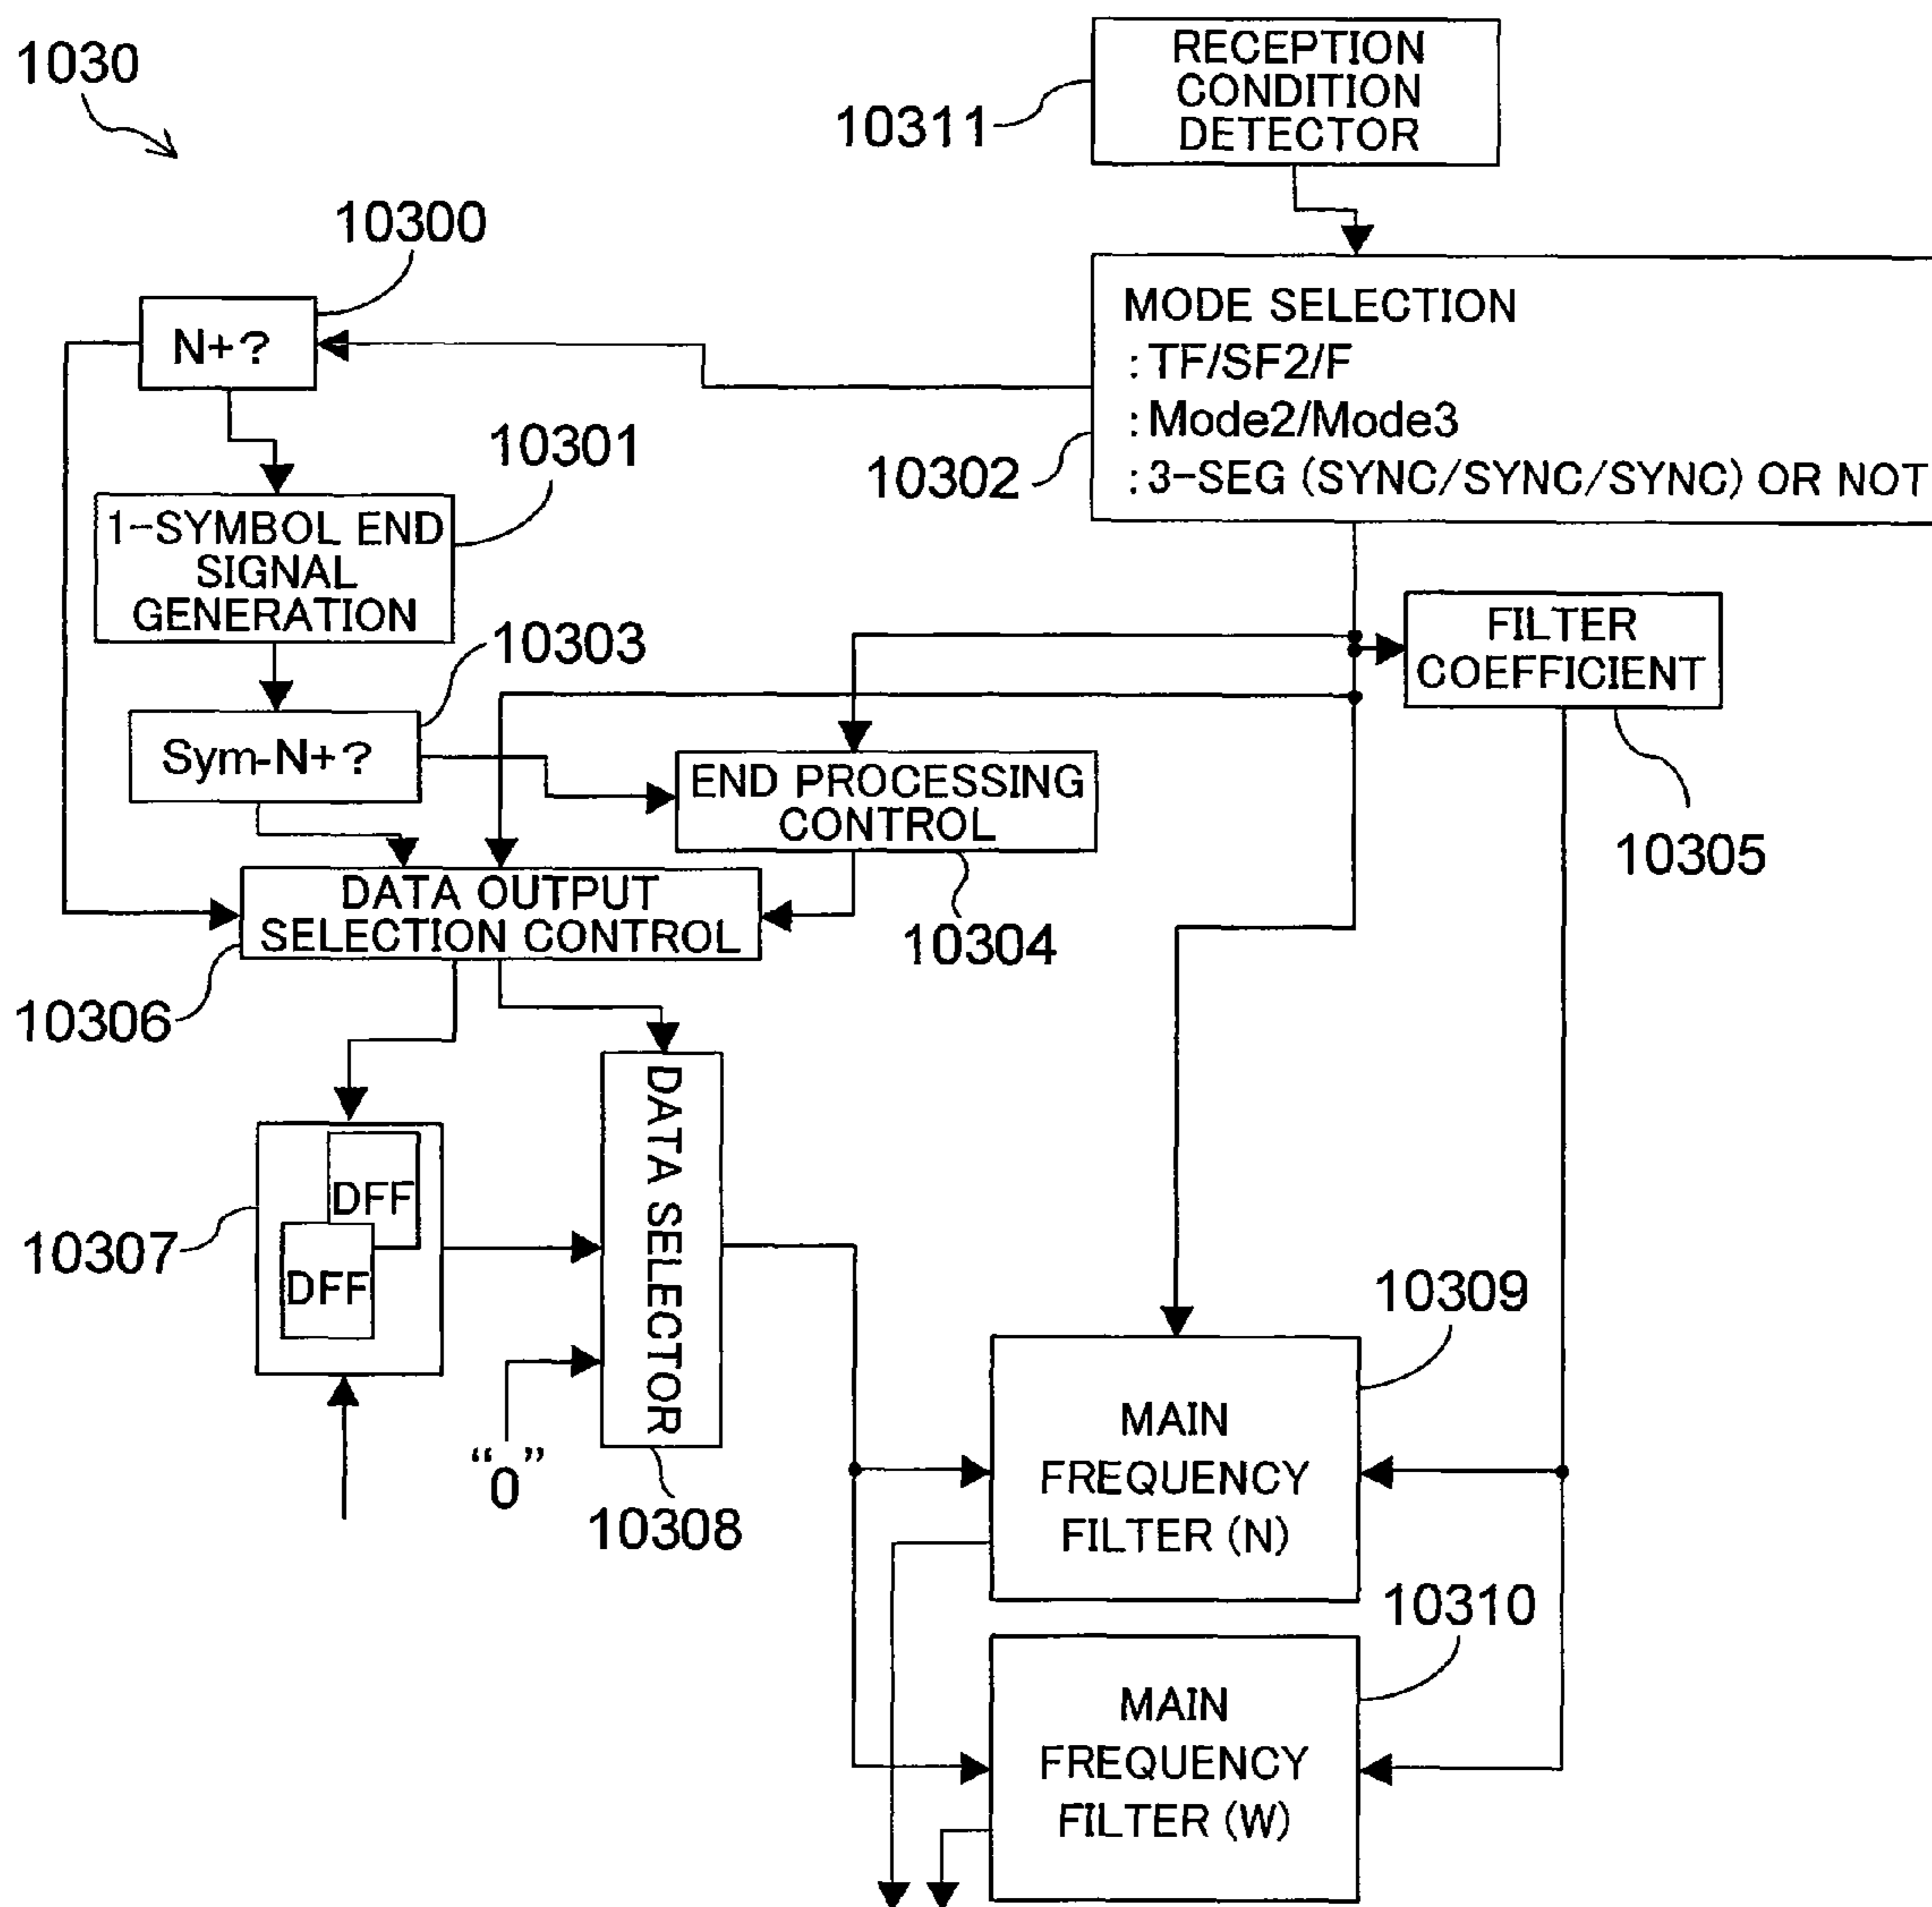 1030
RECEPTION
CONDITION
DETECTOR
10311
10300
N+?
MODE SELECTION
: TF/SF2/F
: Mode2/Mode3
: 3-SEG (SYNC/SYNC/SYNC) OR NOT
10302
10301
1-SYMBOL END
SIGNAL
GENERATION
10303
FILTER
COEFFICIENT
10305
Sym-N+?
END PROCESSING
CONTROL
10304
DATA OUTPUT
SELECTION CONTROL
10306
DATA SELECTOR
DFF
DFF
10307
"0"
10308
10309
MAIN
FREQUENCY
FILTER (N)
10310
MAIN
FREQUENCY
FILTER (W)